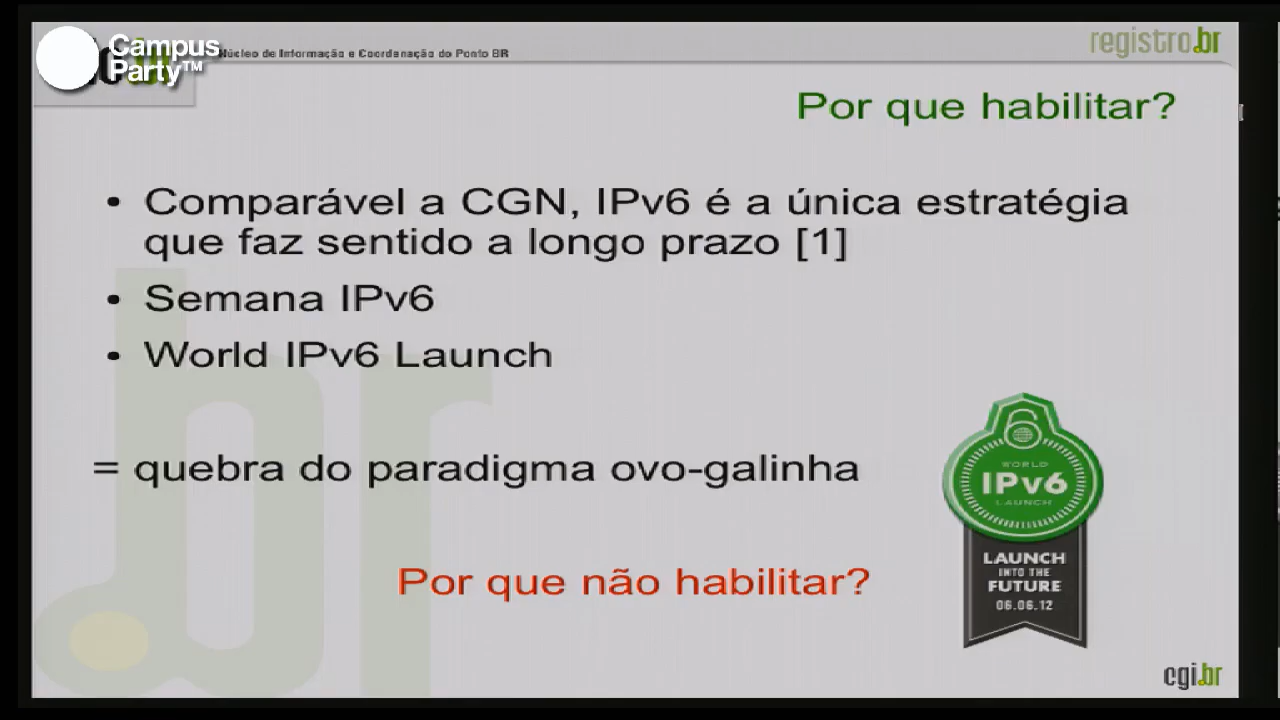 Campus
Party™
Núcleo de Informação e Coordenação do Ponto BR
registro.br
Por que habilitar?
• Comparável a CGN, IPv6 é a única estratégia
que faz sentido a longo prazo [1]
• Semana IPv6
• World IPv6 Launch
= quebra do paradigma ovo-galinha
WORLD
IPv6
LAUNCH
LAUNCH
INTO THE
FUTURE
06.06.12
Por que não habilitar?
cgi.br